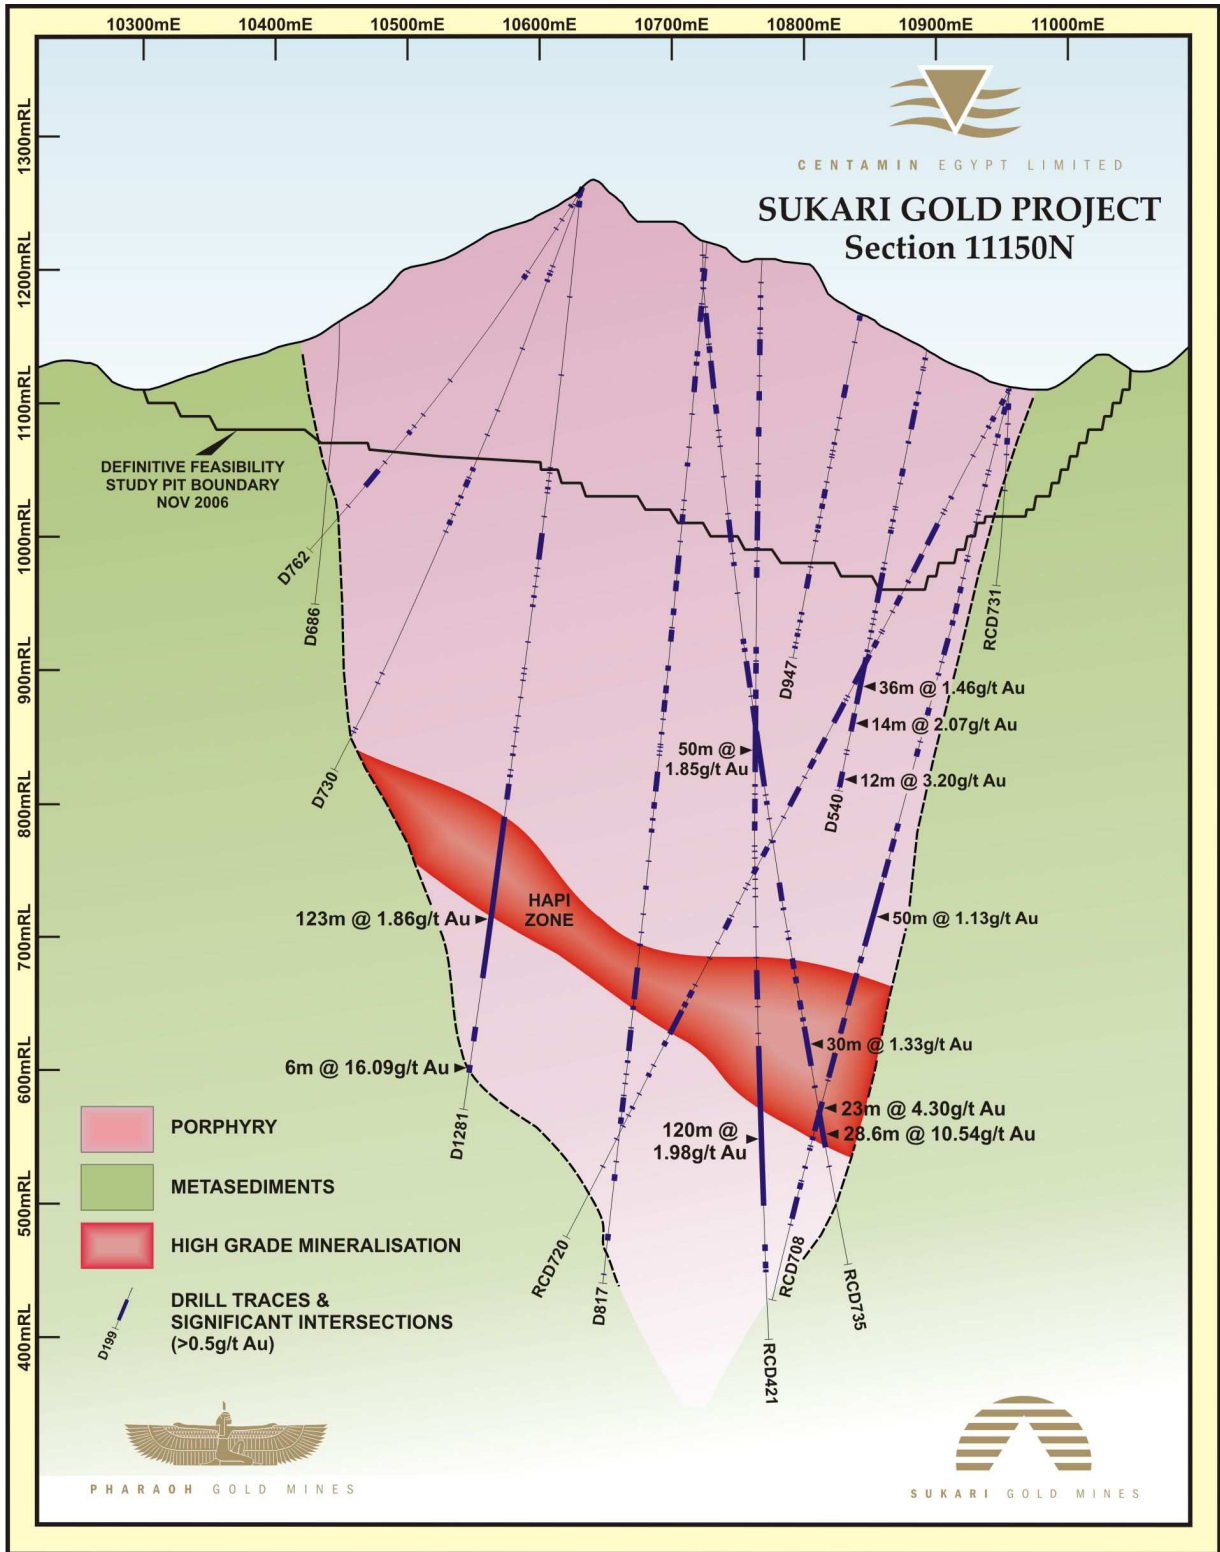 10300mE 10400mE 10500mE 10600mE 10700mE 10800mE 10900mE 11000mE
CENTAMIN EGYPT LIMITED
SUKARI GOLD PROJECT
Section 11150N
1300mRL
1200mRL
1100mRL
1000mRL
900mRL
800mRL
700mRL
600mRL
500mRL
400mRL
DEFINITIVE FEASIBILITY
STUDY PIT BOUNDARY
NOV 2006
D762
D686
D730
D947
RCD731
36m @ 1.46g/t Au
14m @ 2.07g/t Au
12m @ 3.20g/t Au
D540
50m @
1.85g/t Au
HAPI
ZONE
123m @ 1.86g/t Au
50m @ 1.13g/t Au
30m @ 1.33g/t Au
6m @ 16.09g/t Au
23m @ 4.30g/t Au
28.6m @ 10.54g/t Au
120m @
1.98g/t Au
D1281
RCD720
D817
RCD708
RCD735
RCD421
PORPHYRY
METASEDIMENTS
HIGH GRADE MINERALISATION
D199
DRILL TRACES &
SIGNIFICANT INTERSECTIONS
(>0.5g/t Au)
PHARAOH GOLD MINES
SUKARI GOLD MINES